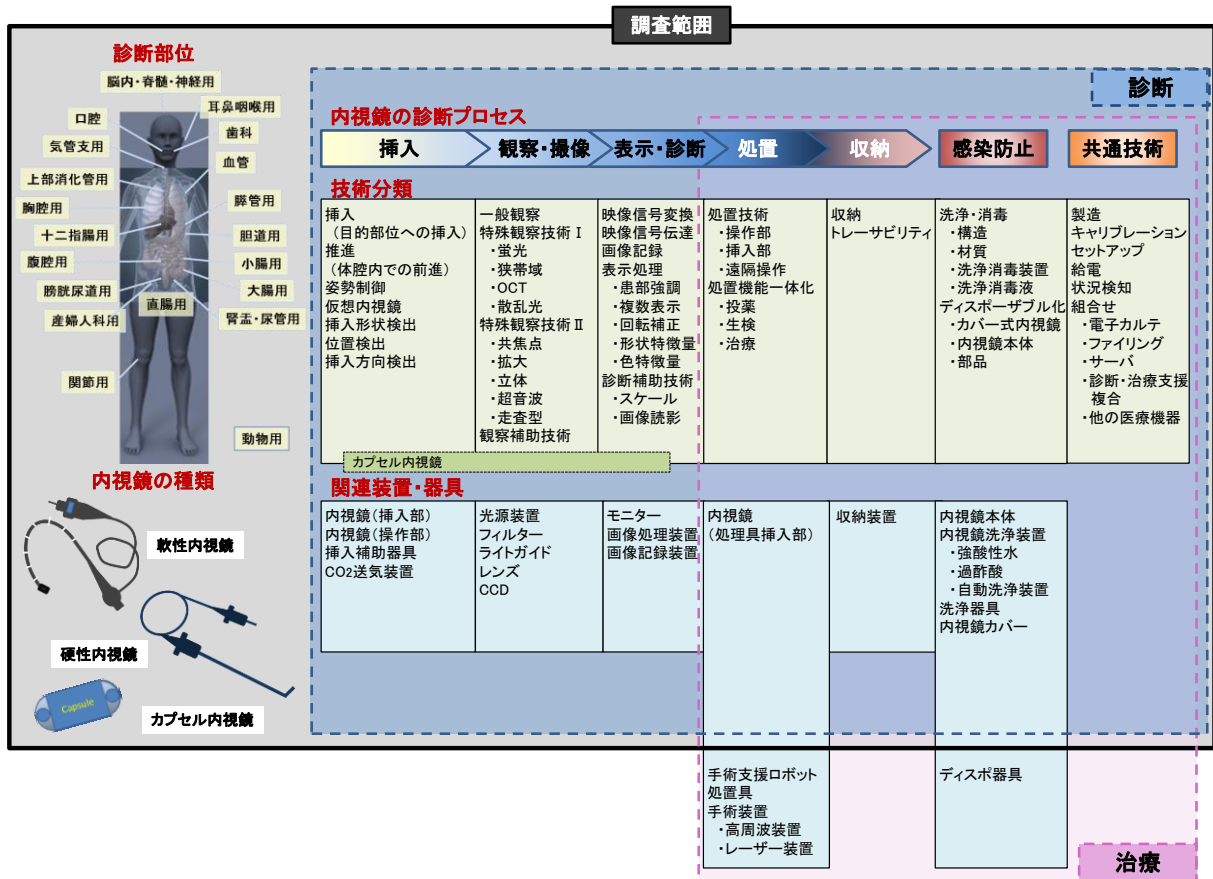 調査範囲
診断部位
脳内・脊髄・神経用
耳鼻咽喉用
口腔
歯科
気管支用
血管
上部消化管用
膵管用
胸腔用
十二指腸用
胆道用
腹腔用
小腸用
膀胱尿道用
大腸用
直腸用
産婦人科用
腎盂・尿管用
関節用
動物用
内視鏡の種類
軟性内視鏡
硬性内視鏡
Capsule
カプセル内視鏡
診断
内視鏡の診断プロセス
挿入
観察・撮像
表示・診断
処置
収納
感染防止
共通技術
技術分類
挿入
（目的部位への挿入）
推進
（体腔内での前進）
姿勢制御
仮想内視鏡
挿入形状検出
位置検出
挿入方向検出
一般観察
特殊観察技術Ⅰ
・蛍光
・狭帯域
・OCT
・散乱光
特殊観察技術Ⅱ
・共焦点
・拡大
・立体
・超音波
・走査型
観察補助技術
映像信号変換
映像信号伝達
画像記録
表示処理
・患部強調
・複数表示
・回転補正
・形状特徴量
・色特徴量
診断補助技術
・スケール
・画像読影
処置技術
・操作部
・挿入部
・遠隔操作
処置機能一体化
・投薬
・生検
・治療
収納
トレーサビリティ
洗浄・消毒
・構造
・材質
・洗浄消毒装置
・洗浄消毒液
ディスポーザブル化
・カバー式内視鏡
・内視鏡本体
・部品
製造
キャリブレーション
セットアップ
給電
状況検知
組合せ
・電子カルテ
・ファイリング
・サーバ
・診断・治療支援
複合
・他の医療機器
カプセル内視鏡
関連装置・器具
内視鏡（挿入部）
内視鏡（操作部）
挿入補助器具
CO2送気装置
光源装置
フィルター
ライトガイド
レンズ
CCD
モニター
画像処理装置
画像記録装置
内視鏡
（処理具挿入部）
収納装置
内視鏡本体
内視鏡洗浄装置
・強酸性水
・過酢酸
・自動洗浄装置
洗浄器具
内視鏡カバー
手術支援ロボット
処置具
手術装置
・高周波装置
・レーザー装置
ディスポ器具
治療